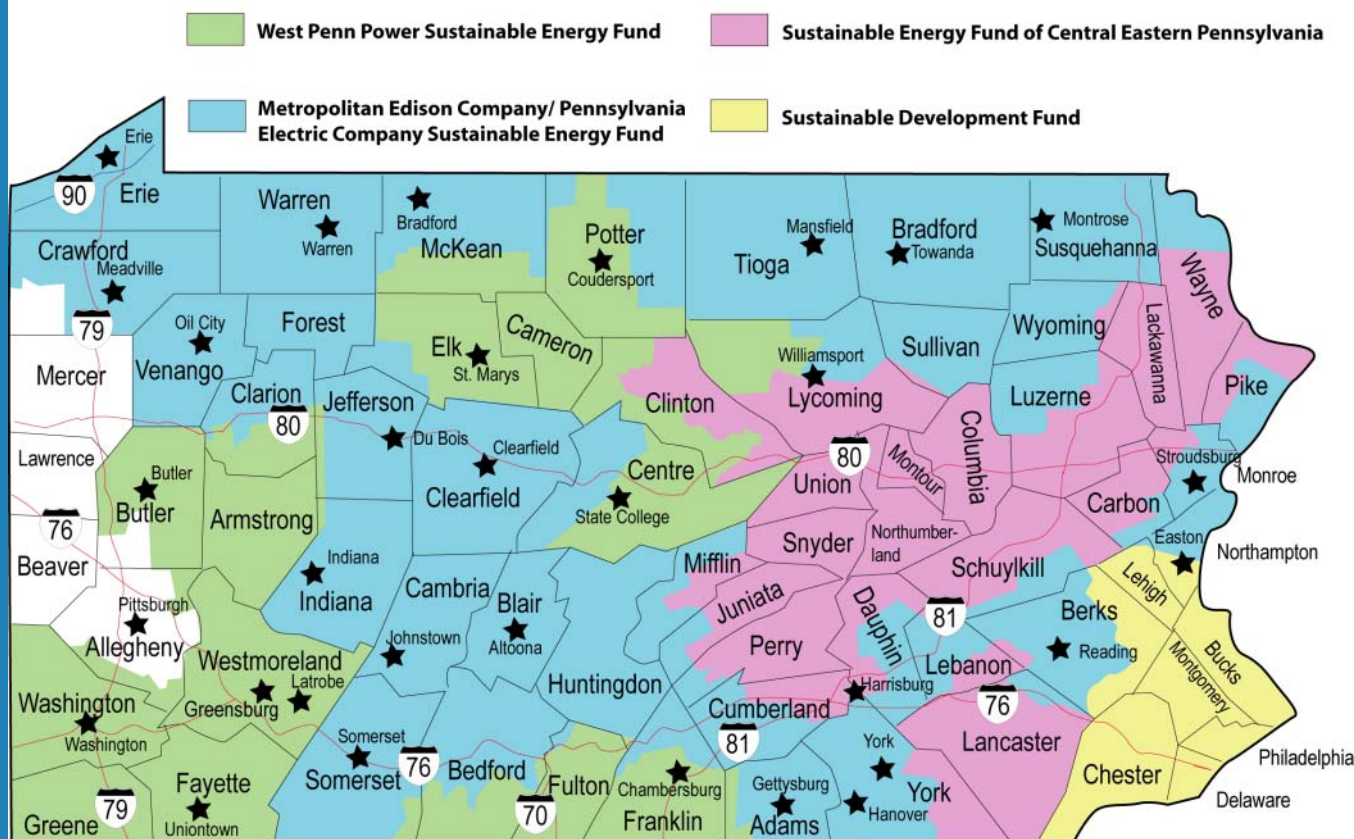 West Penn Power Sustainable Energy Fund
Sustainable Energy Fund of Central Eastern Pennsylvania
Metropolitan Edison Company/ Pennsylvania
Electric Company Sustainable Energy Fund
Sustainable Development Fund
Erie
90
Erie
Warren
Warren
Bradford
McKean
Potter
Coudersport
Mansfield
Tioga
Bradford
Towanda
Montrose
Susquehanna
Crawford
Meadville
79
Wayne
Oil City
Venango
Forest
Elk
St. Marys
Cameron
Williamsport
Sullivan
Wyoming
Lackawanna
Mercer
Clarion
80
Jefferson
Clinton
Lycoming
Luzerne
Pike
Lawrence
Du Bois
Clearfield
Clearfield
Centre
State College
80
Montour
Columbia
Union
Stroudsburg
Monroe
Carbon
Butler
Butler
Armstrong
76
Beaver
Snyder
Northumber-
land
Easton
Northampton
Indiana
Indiana
Cambria
Blair
Altoona
Mifflin
Juniata
Schuylkill
Lehigh
Pittsburgh
Allegheny
Dauphin
81
Berks
Reading
Bucks
Montgomery
Johnstown
Perry
Lebanon
Westmoreland
Latrobe
Greensburg
Huntingdon
Harrisburg
76
Washington
Washington
Cumberland
81
Lancaster
Somerset
Somerset
76
Bedford
Fulton
70
York
York
Hanover
Chester
Philadelphia
Delaware
Fayette
Uniontown
79
Greene
Chambersburg
Franklin
Gettysburg
Adams